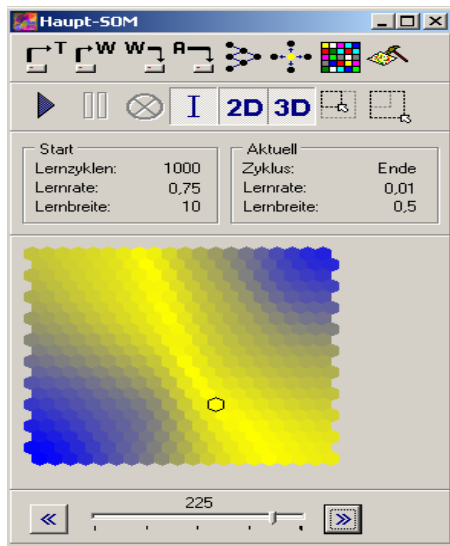 Haupt-SOM
T W W A
I 2D 3D
Start
Lernzyklen: 1000
Lernrate: 0,75
Lernbreite: 10
Aktuell
Zyklus: Ende
Lernrate: 0,01
Lernbreite: 0,5
225